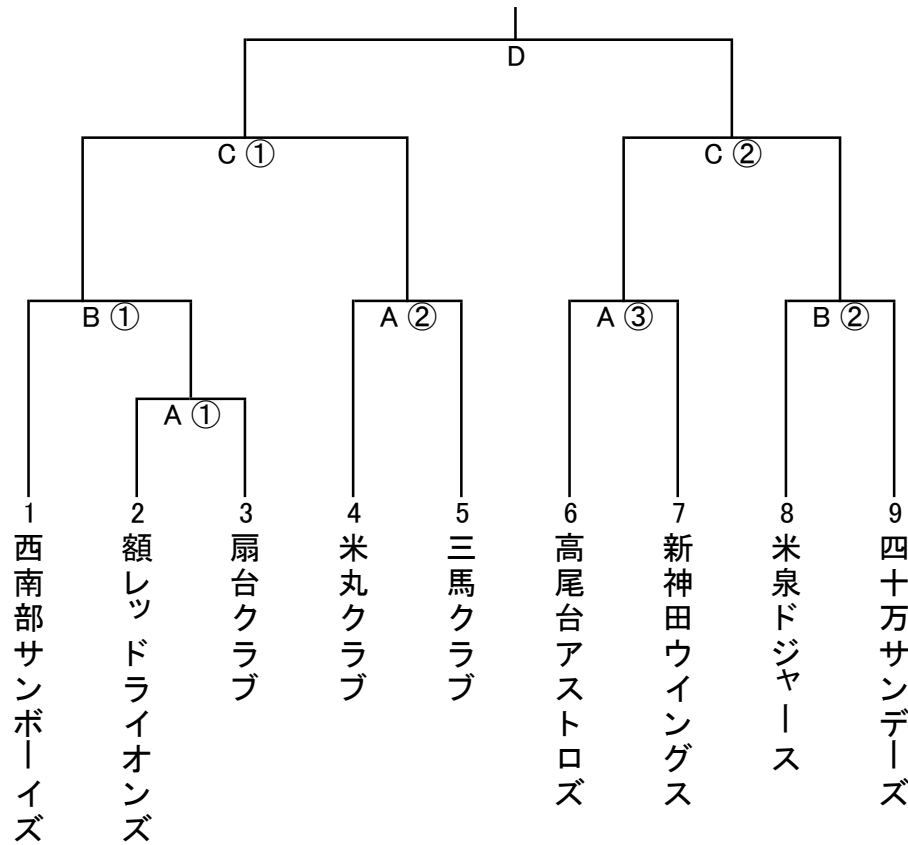 D
C ①
C ②
B ①
A ②
A ③
B ②
A ①
1 西南部サンボーイズ
2 額レッドライオンズ
3 扇台クラブ
4 米丸クラブ
5 三馬クラブ
6 高尾台アストロズ
7 新神田ウイングス
8 米泉ドジャース
9 四十万サンデーズ